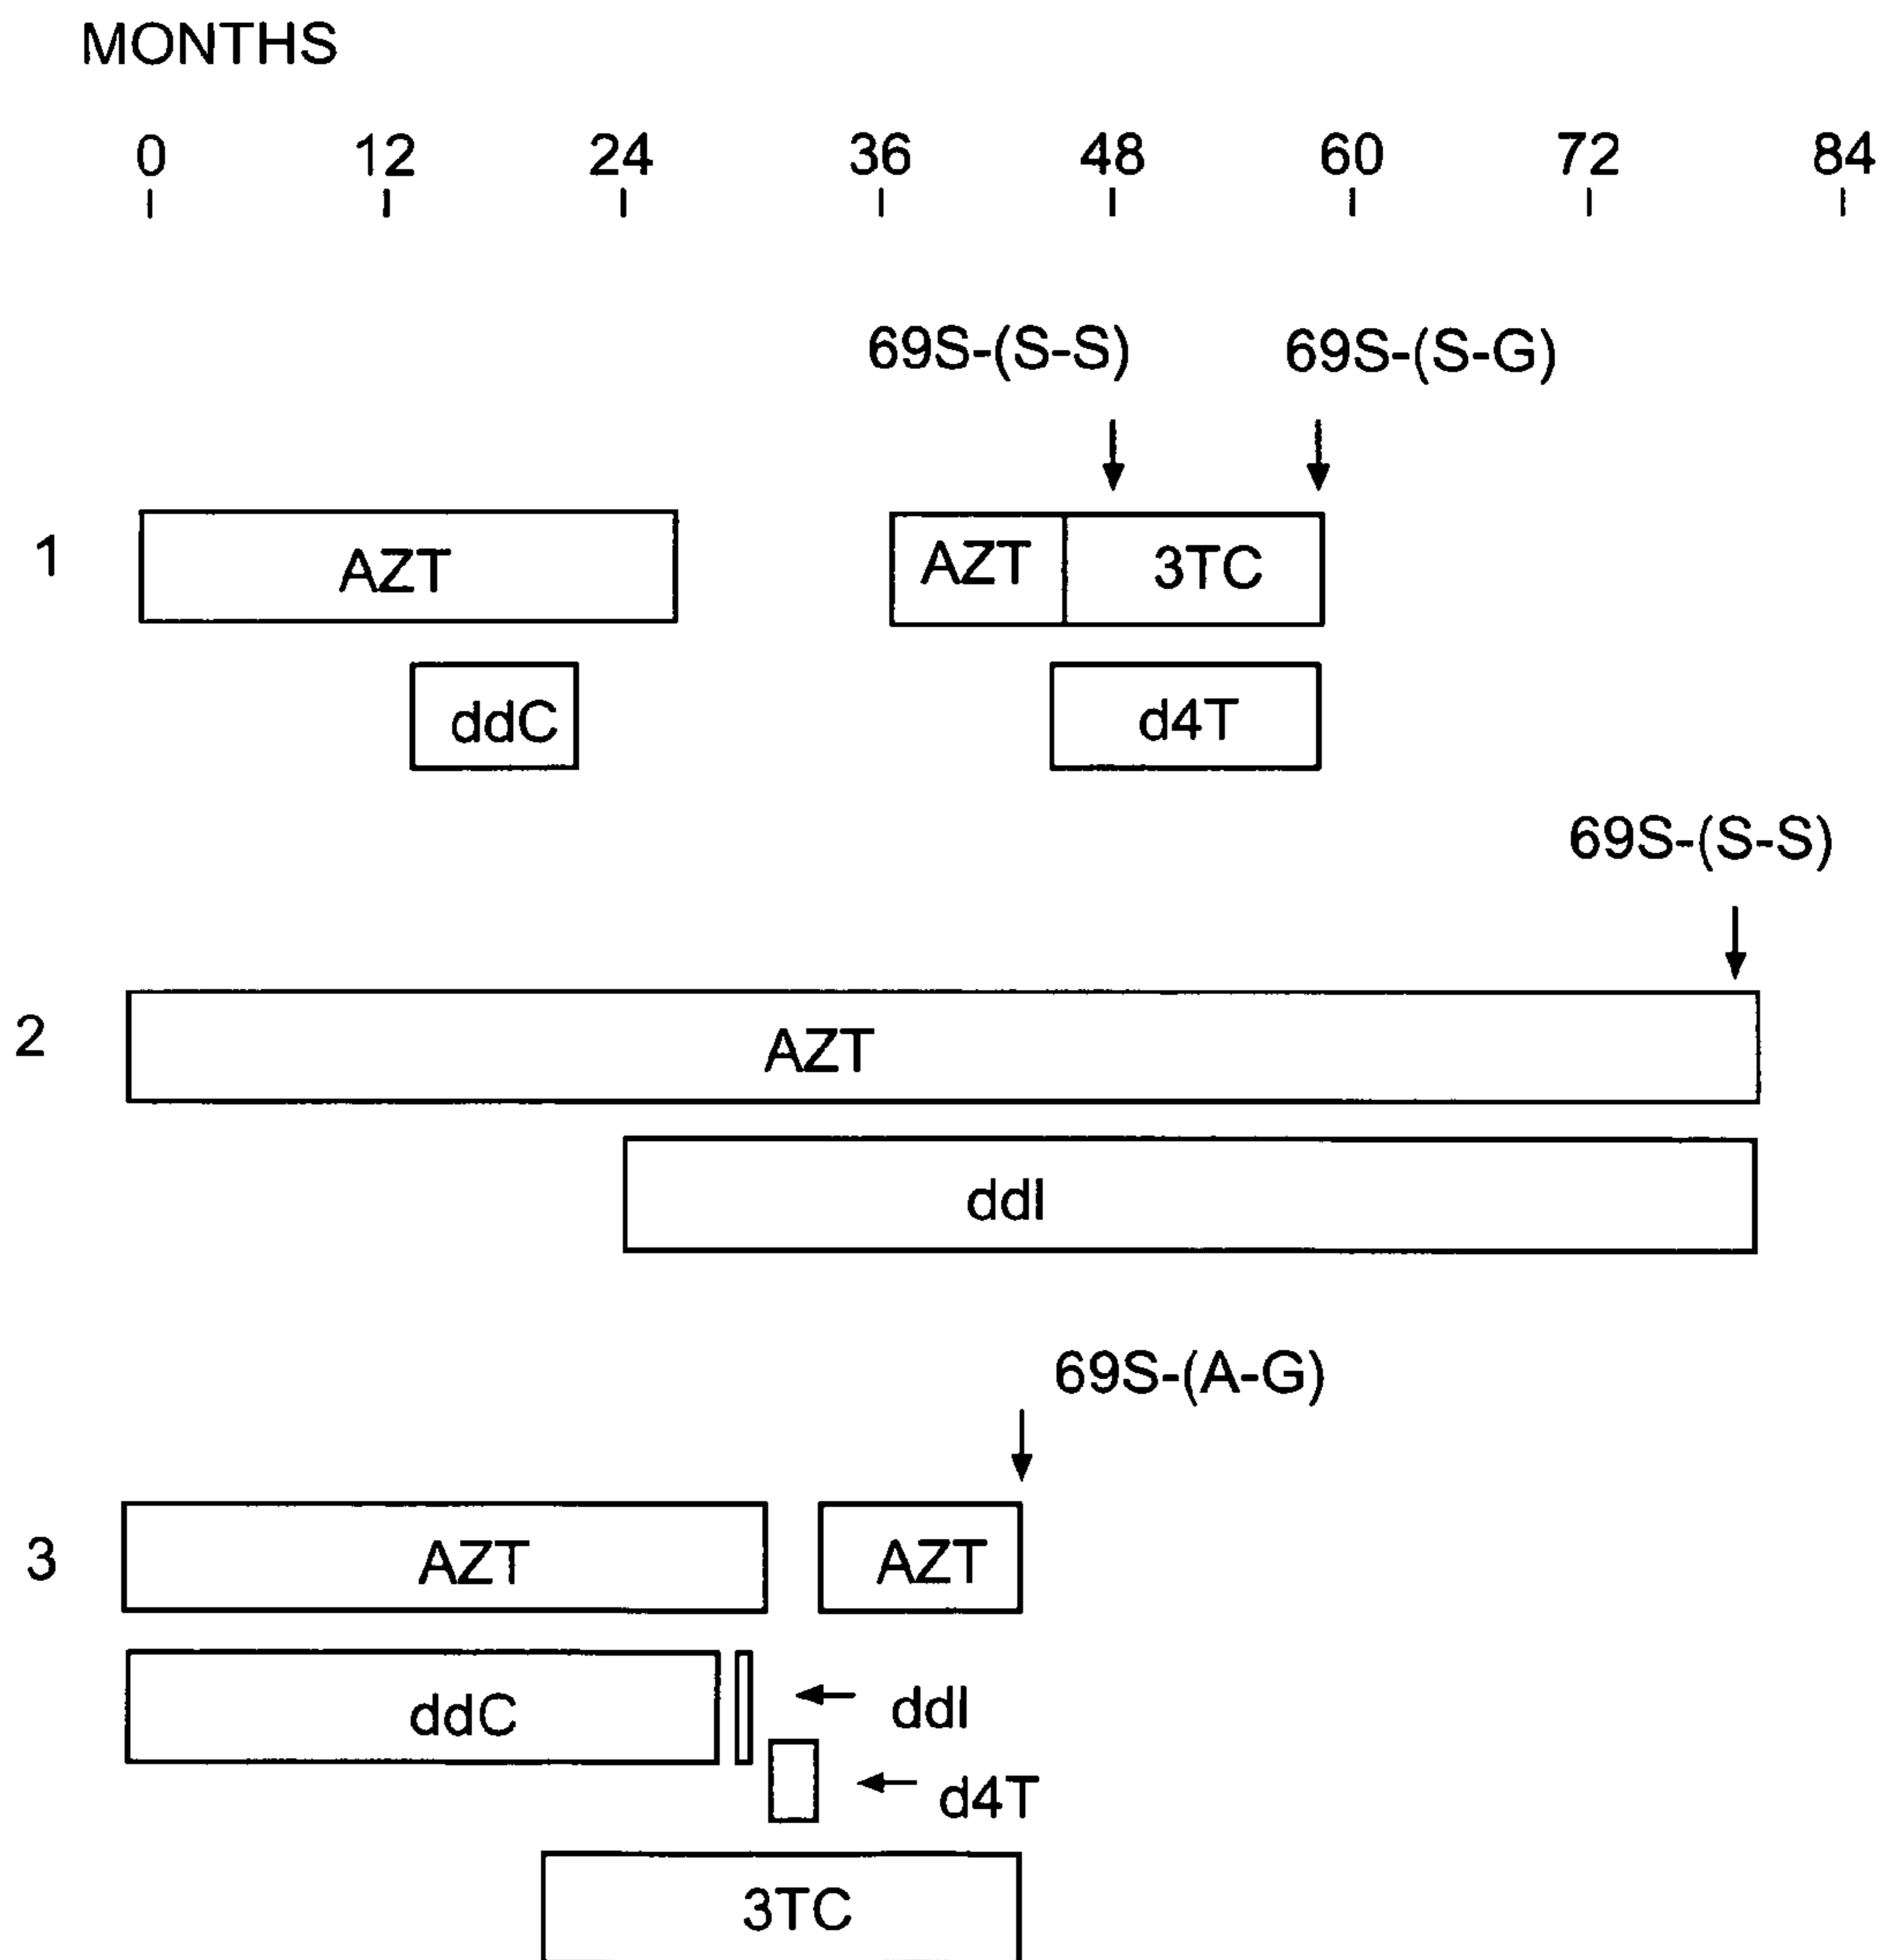 MONTHS
0 12 24 36 48 60 72 84
69S-(S-S) 69S-(S-G)
1 AZT AZT 3TC
ddC d4T
69S-(S-S)
2 AZT
ddI
69S-(A-G)
3 AZT AZT
ddC ddI
d4T
3TC